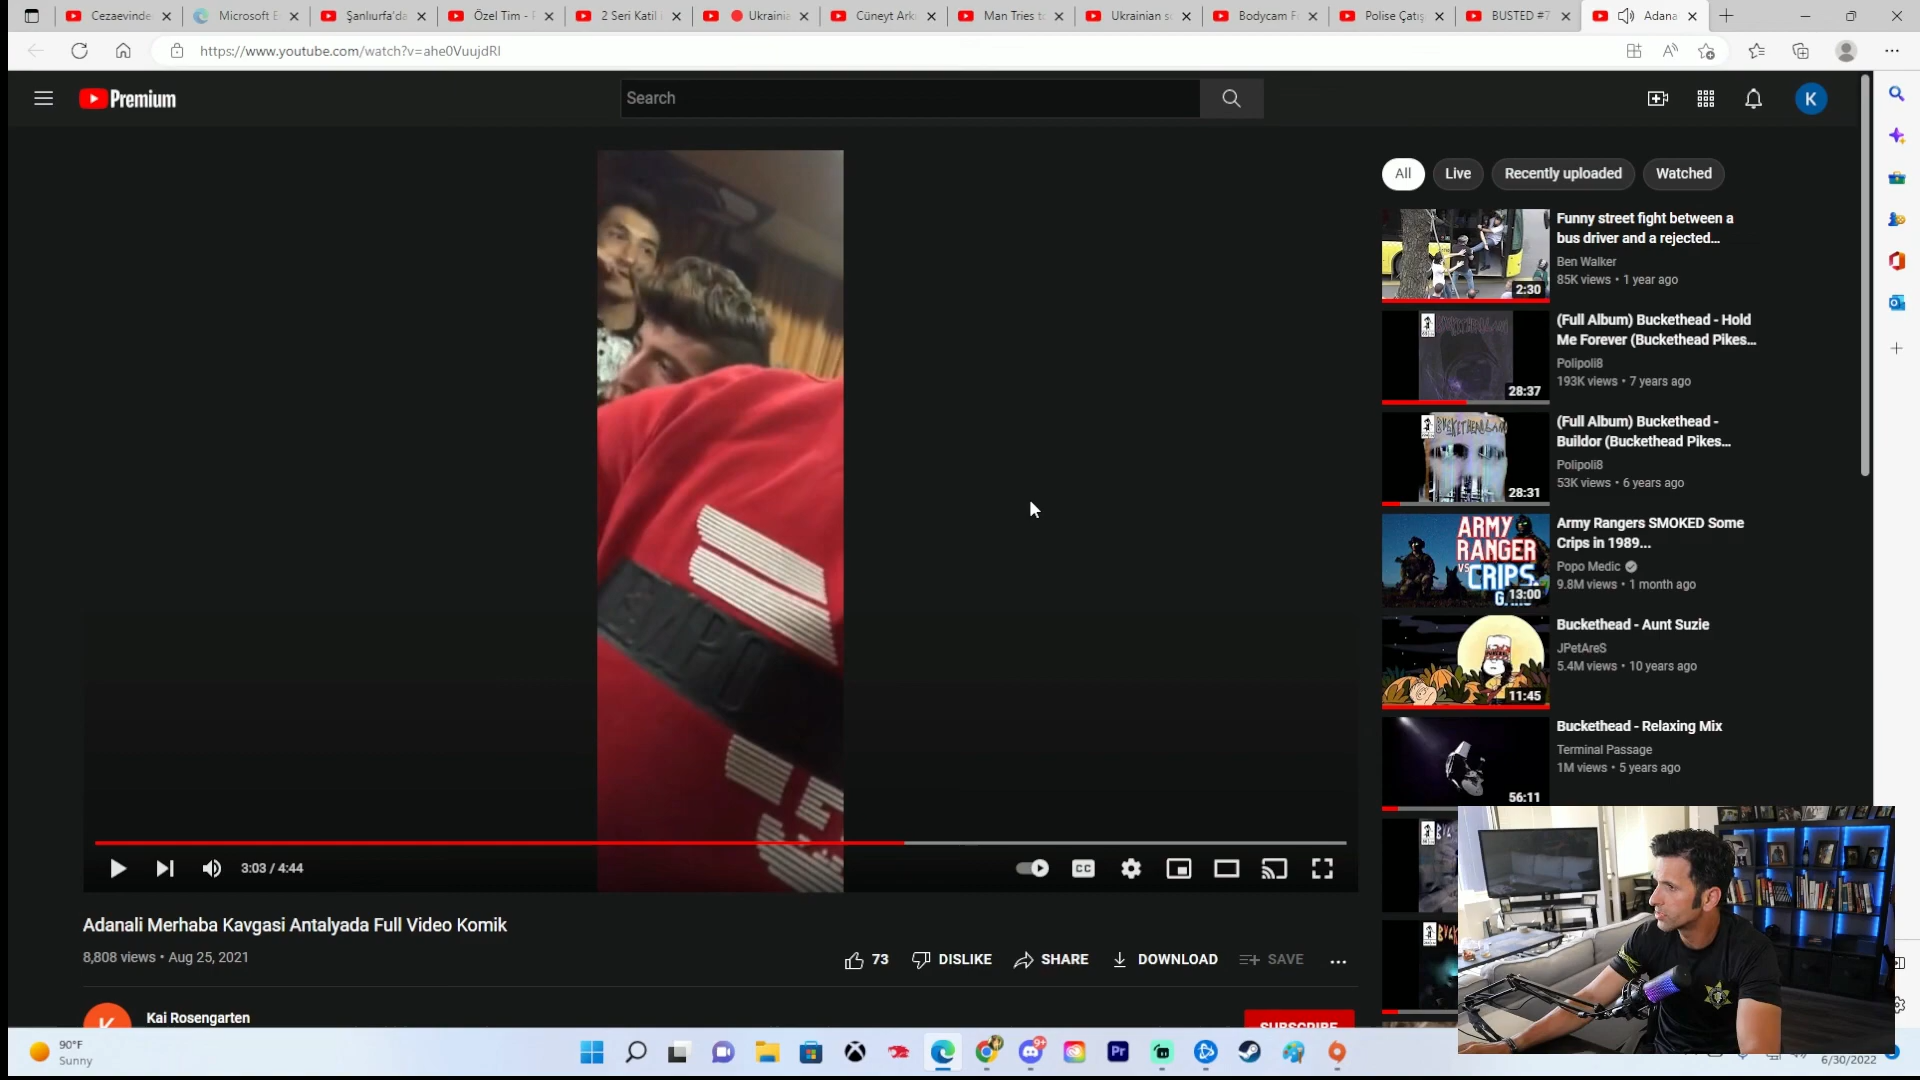 Cezaevinde
Microsoft E
Şanlıurfa'da
Özel Tim -
2 Seri Katil
Ukrainia
Cüneyt Ark
Man Tries t
Ukrainian s
Bodycam F
Polise Çatış
BUSTED #7
Adana
https://www.youtube.com/watch?v=ahe0VuujdRI
Premium
Search
K
All
Live
Recently uploaded
Watched
Funny street fight between a
bus driver and a rejected...
Ben Walker
85K views • 1 year ago
2:30
(Full Album) Buckethead - Hold
Me Forever (Buckethead Pikes...
Polipoli8
193K views • 7 years ago
28:37
(Full Album) Buckethead -
Buildor (Buckethead Pikes...
Polipoli8
53K views • 6 years ago
28:31
ARMY
RANGER
VS CRIPS
Army Rangers SMOKED Some
Crips in 1989...
Popo Medic
9.8M views • 1 month ago
13:00
Buckethead - Aunt Suzie
JPetAreS
5.4M views • 10 years ago
11:45
Buckethead - Relaxing Mix
Terminal Passage
1M views • 5 years ago
56:11
3:03 / 4:44
CC
Adanali Merhaba Kavgasi Antalyada Full Video Komik
8,808 views • Aug 25, 2021
73
DISLIKE
SHARE
DOWNLOAD
SAVE
Kai Rosengarten
SUBSCRIBE
90°F
Sunny
9+
Pr
6/30/2022